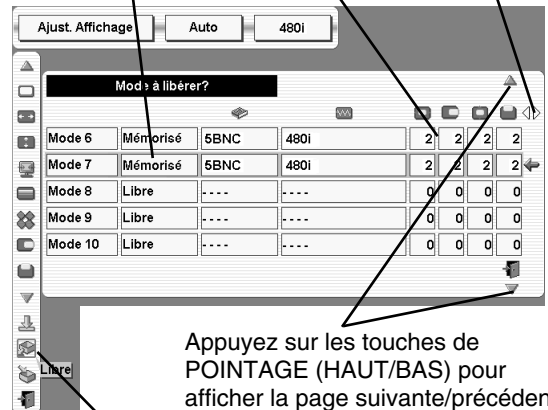 Ajust. Affichage Auto 480i
Mode à libérer?
Mode 6 Mémorisé 5BNC 480i 2 2 2 2
Mode 7 Mémorisé 5BNC 480i 2 2 2 2
Mode 8 Libre - - - - - - - - 0 0 0 0
Mode 9 Libre - - - - - - - - 0 0 0 0
Mode 10 Libre - - - - - - - - 0 0 0 0
Libre
Appuyez sur les touches de
POINTAGE (HAUT/BAS) pour
afficher la page suivante/précéden